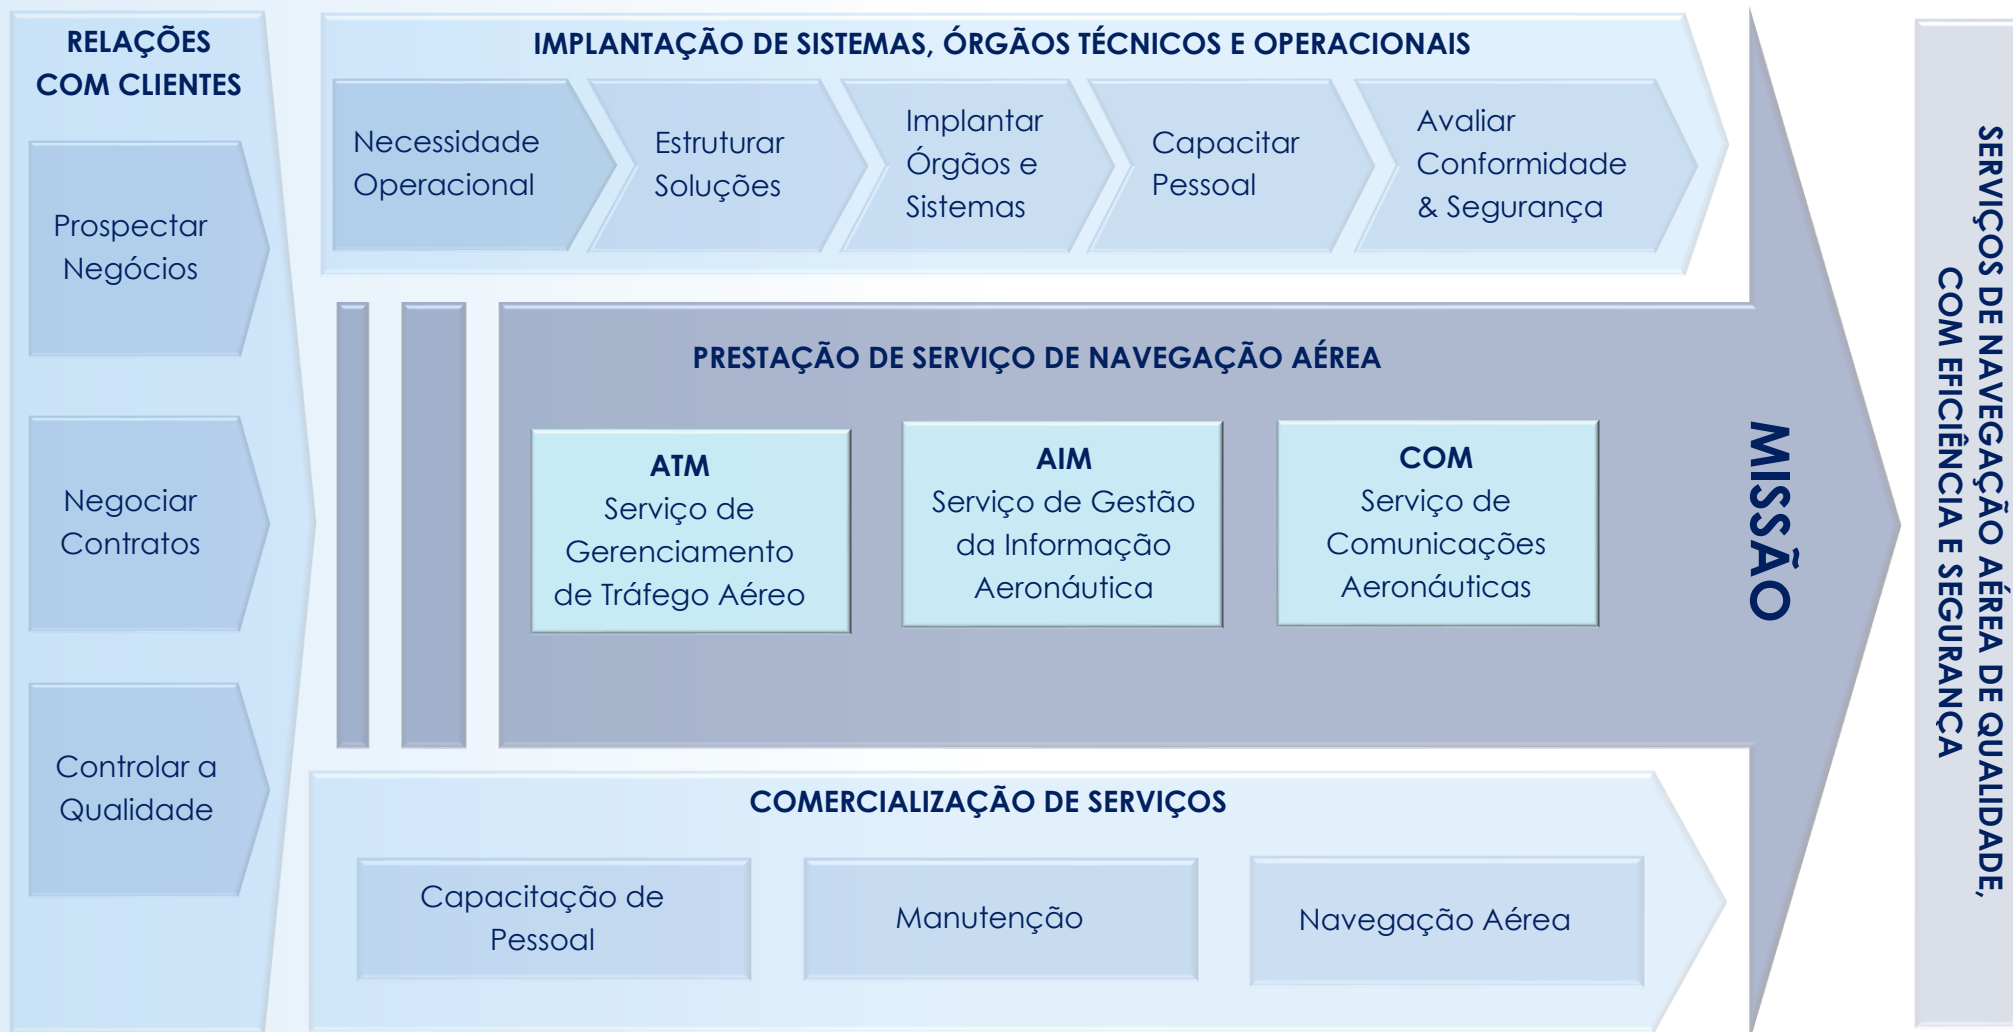 RELAÇÕES
COM CLIENTES
Prospectar
Negócios
Negociar
Contratos
Controlar a
Qualidade
IMPLANTAÇÃO DE SISTEMAS, ÓRGÃOS TÉCNICOS E OPERACIONAIS
Necessidade
Operacional
Estruturar
Soluções
Implantar
Órgãos e
Sistemas
Capacitar
Pessoal
Avaliar
Conformidade
& Segurança
PRESTAÇÃO DE SERVIÇO DE NAVEGAÇÃO AÉREA
ATM
Serviço de
Gerenciamento
de Tráfego Aéreo
AIM
Serviço de Gestão
da Informação
Aeronáutica
COM
Serviço de
Comunicações
Aeronáuticas
MISSÃO
COMERCIALIZAÇÃO DE SERVIÇOS
Capacitação de
Pessoal
Manutenção
Navegação Aérea
SERVIÇOS DE NAVEGAÇÃO AÉREA DE QUALIDADE,
COM EFICIÊNCIA E SEGURANÇA